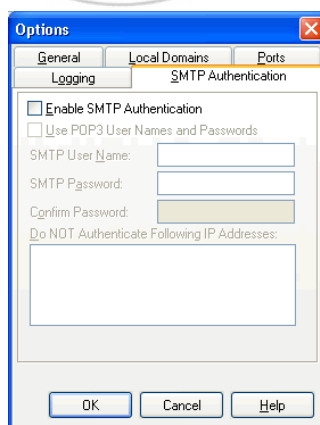 Options
General Local Domains Ports
Logging SMTP Authentication
Enable SMTP Authentication
Use POP3 User Names and Passwords
SMTP User Name:
SMTP Password:
Confirm Password:
Do NOT Authenticate Following IP Addresses:
OK Cancel Help